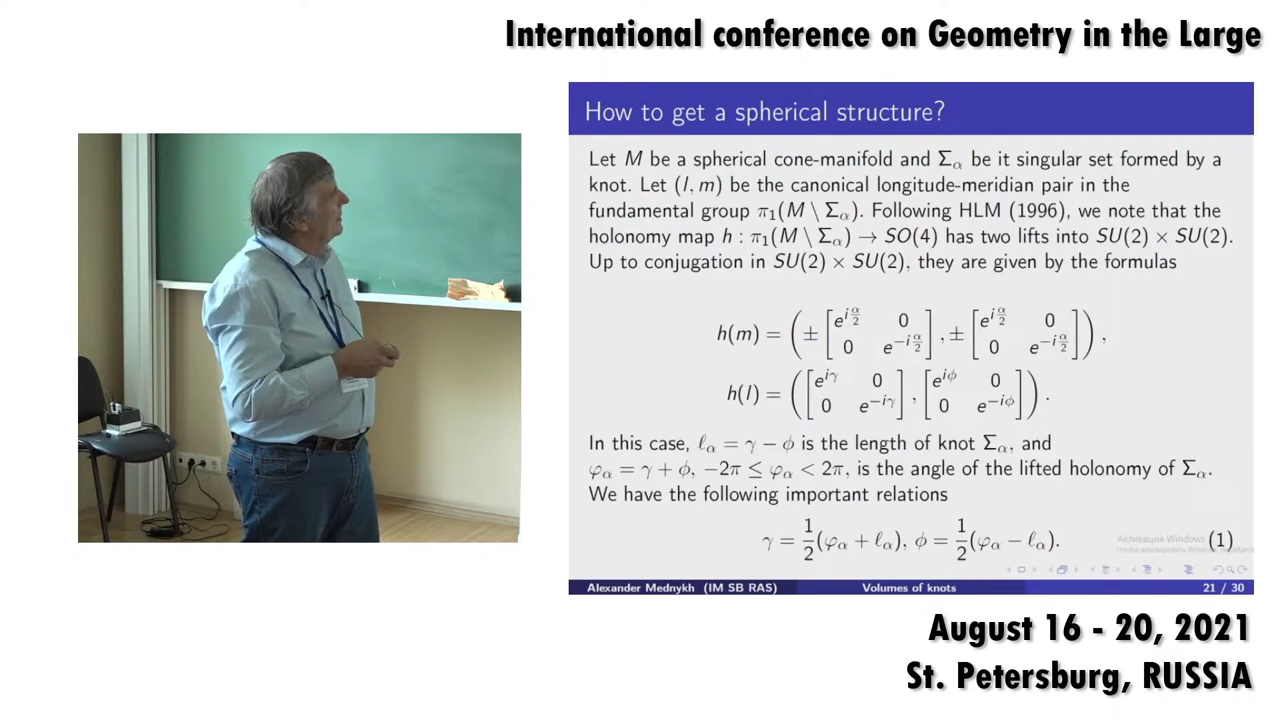 International conference on Geometry in the Large
How to get a spherical structure?
Let M be a spherical cone-manifold and Σ_α be it singular set formed by a
knot. Let (l, m) be the canonical longitude-meridian pair in the
fundamental group π₁(M \ Σ_α). Following HLM (1996), we note that the
holonomy map h : π₁(M \ Σ_α) → SO(4) has two lifts into SU(2) × SU(2).
Up to conjugation in SU(2) × SU(2), they are given by the formulas
h(m) = (± [e^{i α/2} 0 0 e^{-i α/2}], ± [e^{i α/2} 0 0 e^{-i α/2}]),
h(l) = ([e^{iγ} 0 0 e^{-iγ}], [e^{iϕ} 0 0 e^{-iϕ}]).
In this case, ℓ_α = γ − ϕ is the length of knot Σ_α, and
φ_α = γ + ϕ, −2π ≤ φ_α < 2π, is the angle of the lifted holonomy of Σ_α.
We have the following important relations
γ = 1/2 (φ_α + ℓ_α), ϕ = 1/2 (φ_α − ℓ_α). (1)
Активация Windows
Alexander Mednykh (IM SB RAS) Volumes of knots 21 / 30
August 16 - 20, 2021
St. Petersburg, RUSSIA